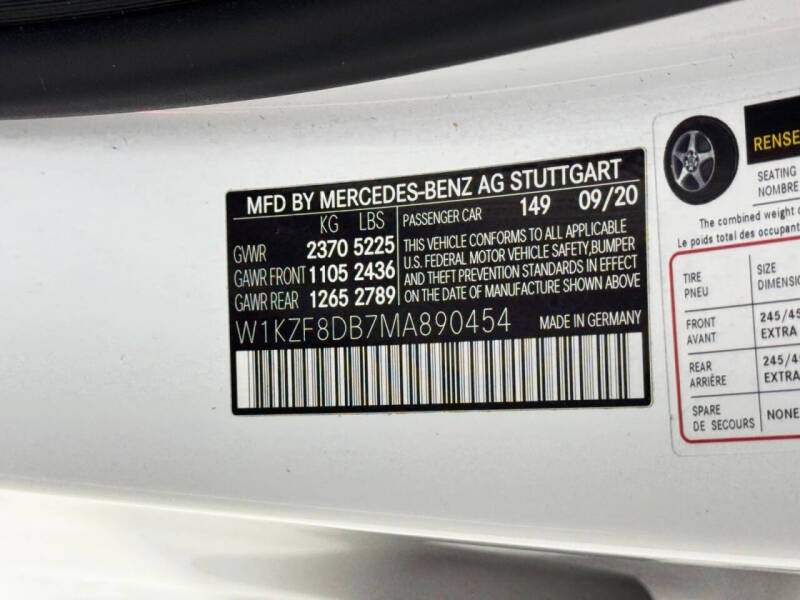 MFD BY MERCEDES-BENZ AG STUTTGART
KG LBS
GVWR 2370 5225
GAWR FRONT 1105 2436
GAWR REAR 1265 2789
PASSENGER CAR 149 09/20
THIS VEHICLE CONFORMS TO ALL APPLICABLE
U.S. FEDERAL MOTOR VEHICLE SAFETY,BUMPER
AND THEFT PREVENTION STANDARDS IN EFFECT
ON THE DATE OF MANUFACTURE SHOWN ABOVE
W1KZF8DB7MA890454 MADE IN GERMANY
RENSE
SEATING
NOMBRE
The combined weight
Le poids total des occupant
TIRE SIZE
PNEU DIMENSI
FRONT 245/45
AVANT EXTRA
REAR 245/45
ARRIÈRE EXTRA
SPARE NONE
DE SECOURS